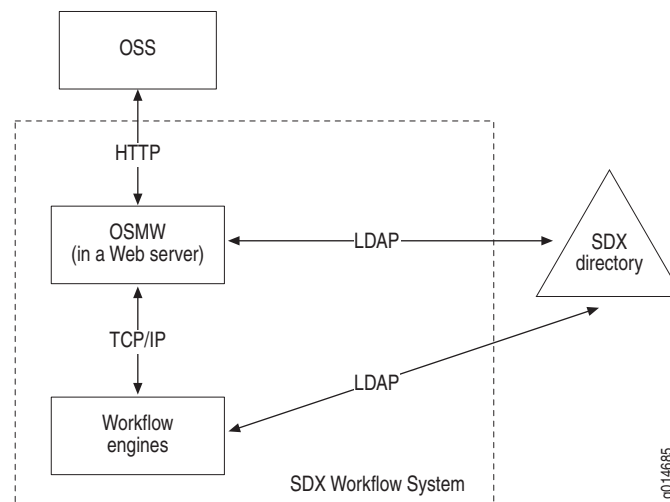 OSS
HTTP
OSMW
(in a Web server)
LDAP
SDX
directory
TCP/IP
LDAP
Workflow
engines
SDX Workflow System
g014685